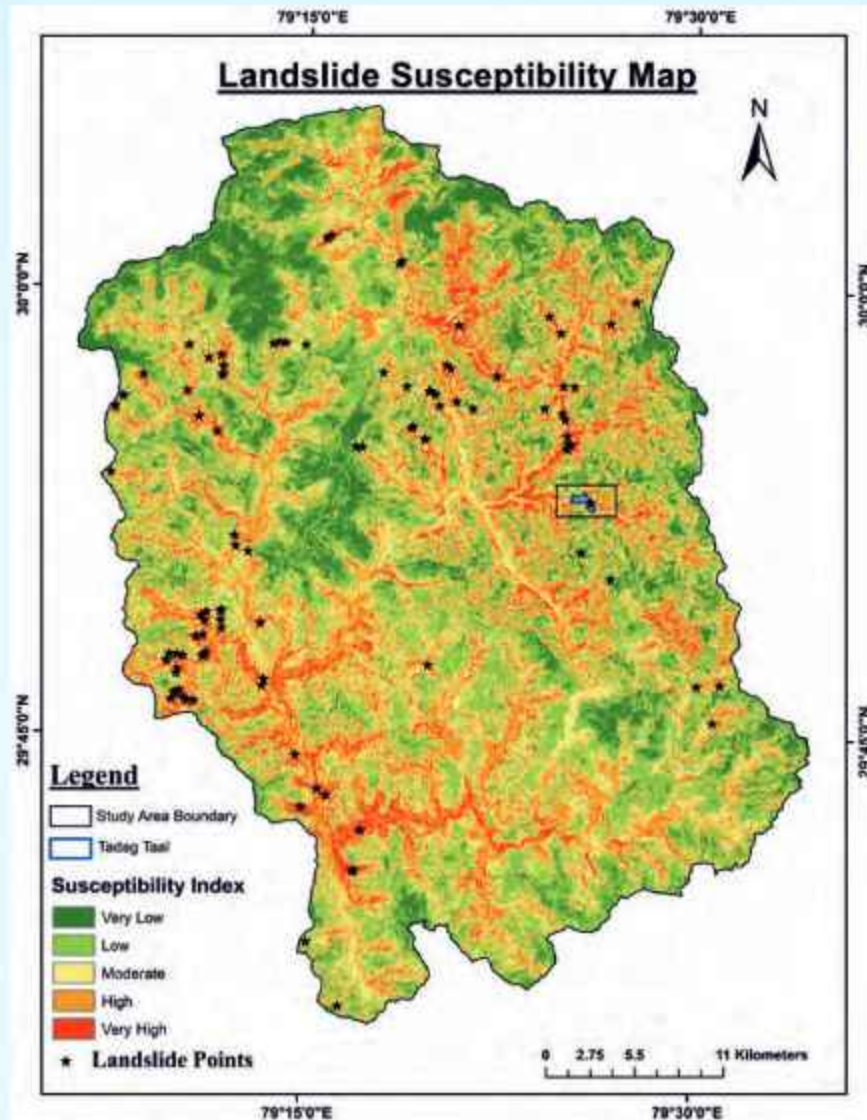 79°15'0"E 79°30'0"E
Landslide Susceptibility Map
N
30°0'0"N 30°0'0"N
29°45'0"N 29°45'0"N
Legend
Study Area Boundary
Tadag Taal
Susceptibility Index
Very Low
Low
Moderate
High
Very High
Landslide Points
0 2.75 5.5 11 Kilometers
79°15'0"E 79°30'0"E